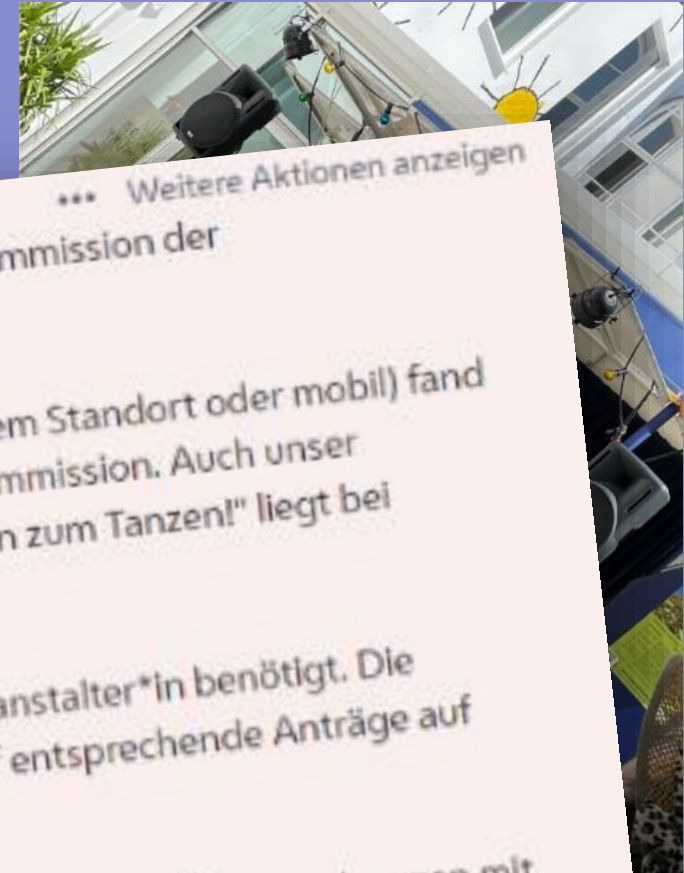 ••• Weitere Aktionen anzeigen
mmission der
em Standort oder mobil) fand
mmission. Auch unser
n zum Tanzen!" liegt bei
anstalter*in benötigt. Die
entsprechende Anträge auf
mit